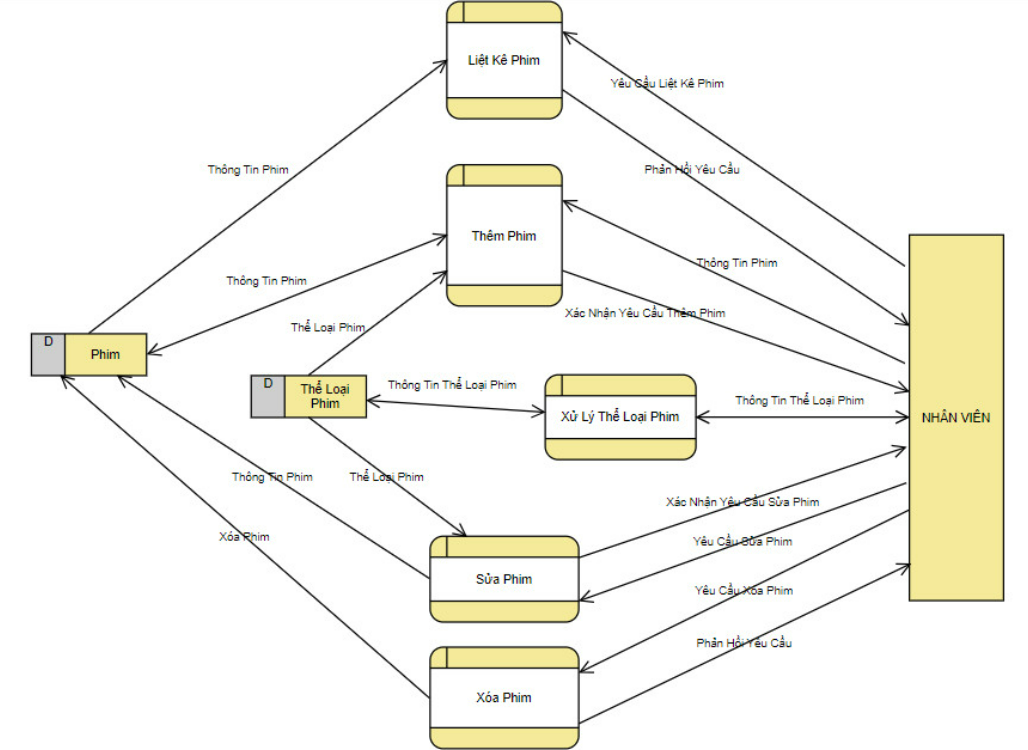 Liệt Kê Phim
Yêu Cầu Liệt Kê Phim
Thông Tin Phim
Phản Hồi Yêu Cầu
Thêm Phim
Thông Tin Phim
Thông Tin Phim
Thể Loại Phim
Xác Nhận Yêu Cầu Thêm Phim
D
Phim
D
Thể Loại
Phim
Thông Tin Thể Loại Phim
Xử Lý Thể Loại Phim
Thông Tin Thể Loại Phim
NHÂN VIÊN
Thông Tin Phim
Thể Loại Phim
Xác Nhận Yêu Cầu Sửa Phim
Xóa Phim
Yêu Cầu Sửa Phim
Sửa Phim
Yêu Cầu Xóa Phim
Phản Hồi Yêu Cầu
Xóa Phim